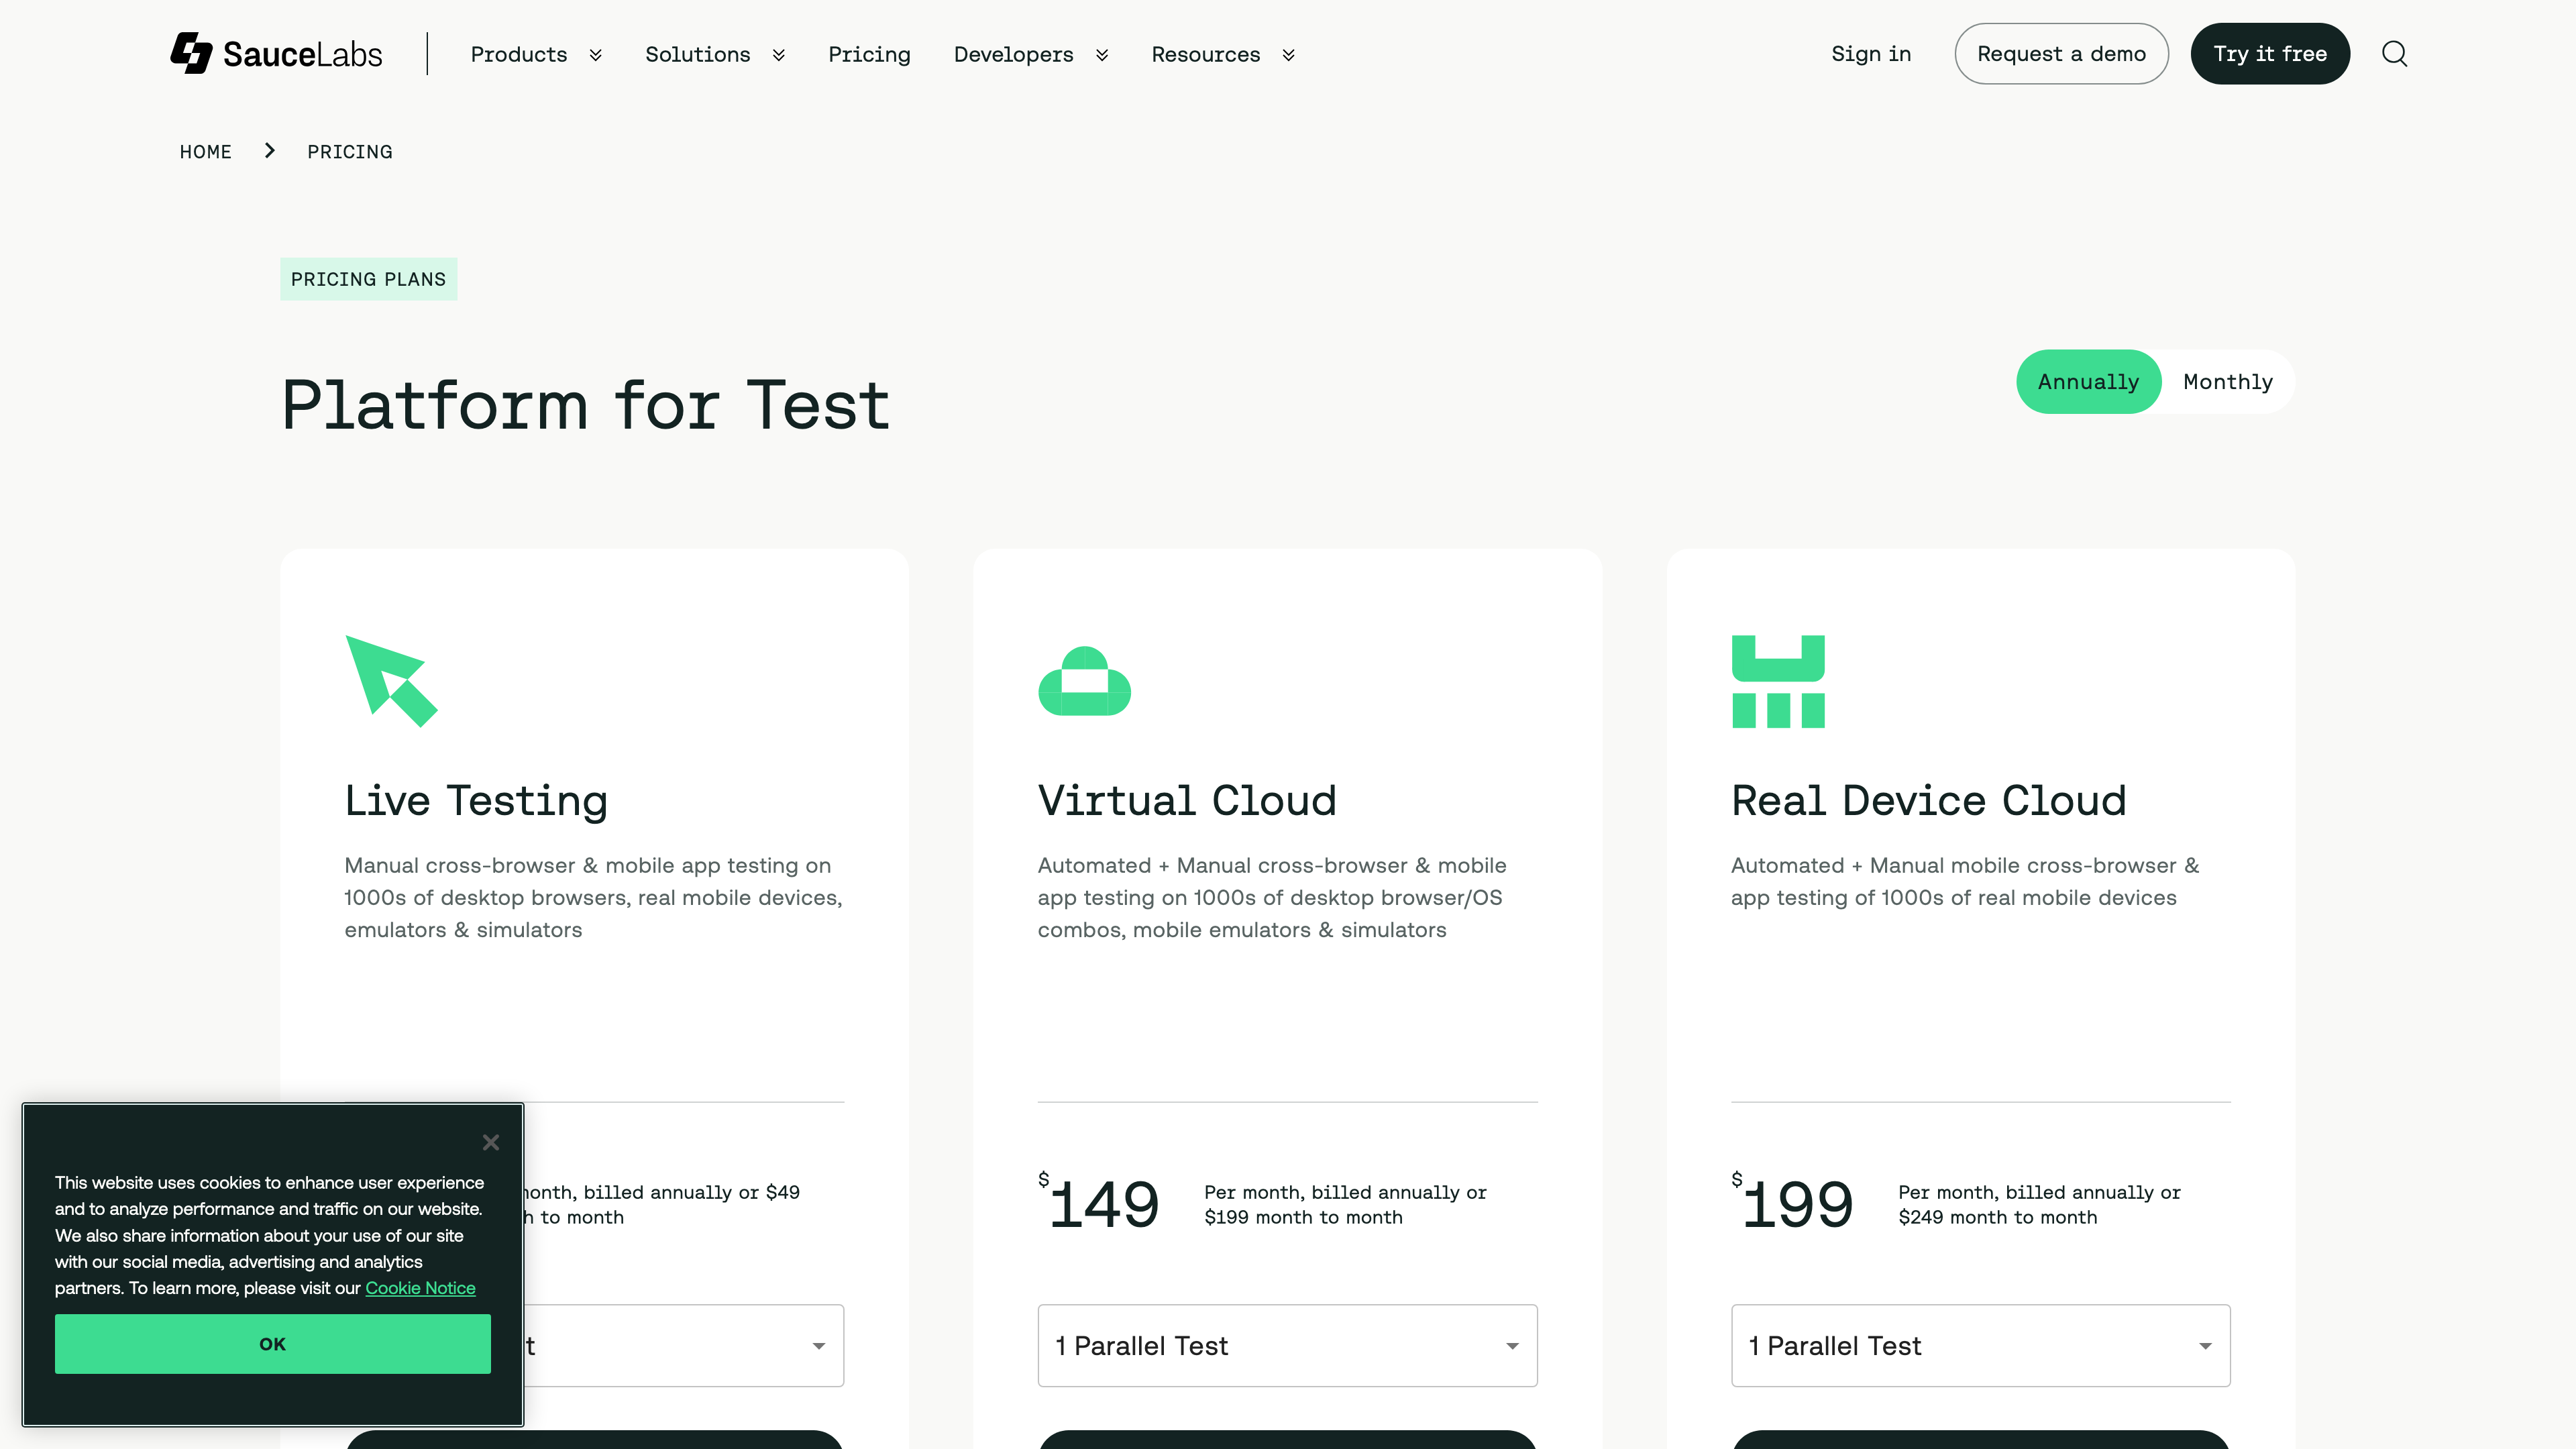 SauceLabs
Products
Solutions
Pricing
Developers
Resources
Sign in
Request a demo
Try it free
HOME
PRICING
PRICING PLANS
Platform for Test
Annually
Monthly
Live Testing
Manual cross-browser & mobile app testing on
1000s of desktop browsers, real mobile devices,
emulators & simulators
month, billed annually or $49
to month
Virtual Cloud
Automated + Manual cross-browser & mobile
app testing on 1000s of desktop browser/OS
combos, mobile emulators & simulators
$149
Per month, billed annually or
$199 month to month
1 Parallel Test
Real Device Cloud
Automated + Manual mobile cross-browser &
app testing of 1000s of real mobile devices
$199
Per month, billed annually or
$249 month to month
1 Parallel Test
This website uses cookies to enhance user experience
and to analyze performance and traffic on our website.
We also share information about your use of our site
with our social media, advertising and analytics
partners. To learn more, please visit our Cookie Notice
OK